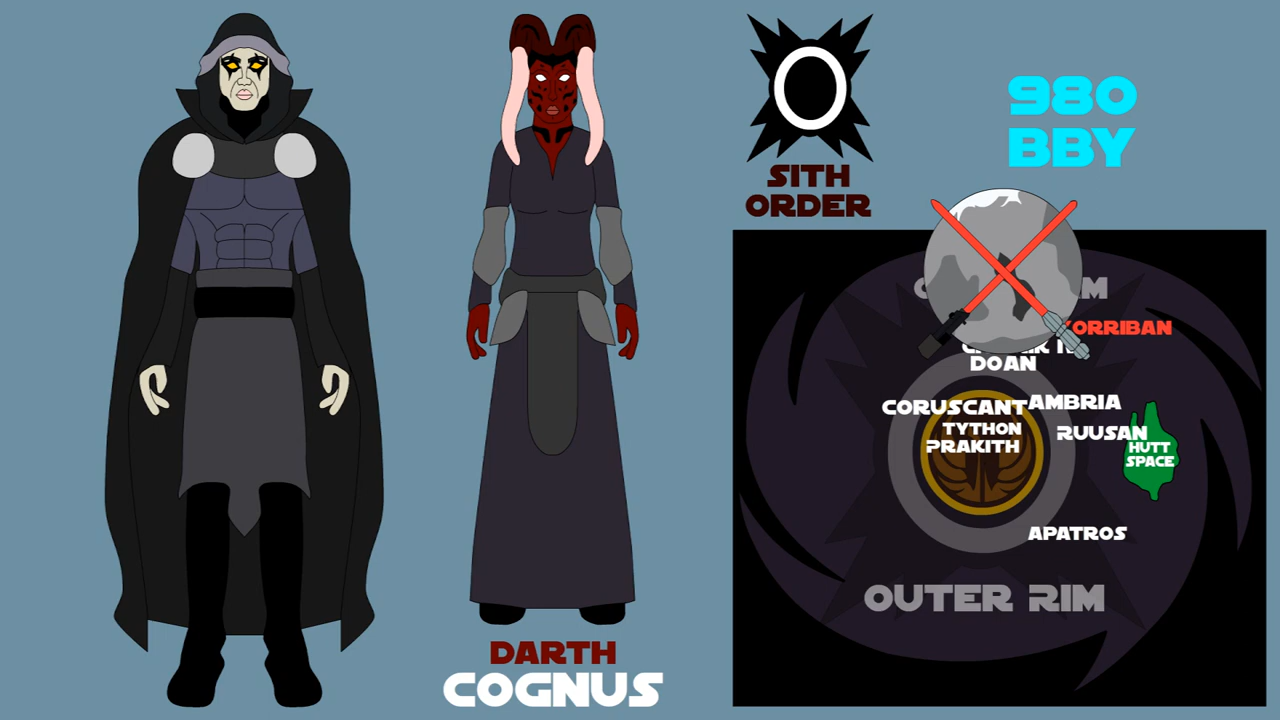 SITH
ORDER
980
BBY
KORRIBAN
DOAN
CORUSCANT
AMBRIA
TYTHON
RUUSAN
PRAKITH
HUTT
SPACE
APATROS
OUTER RIM
DARTH
COGNUS